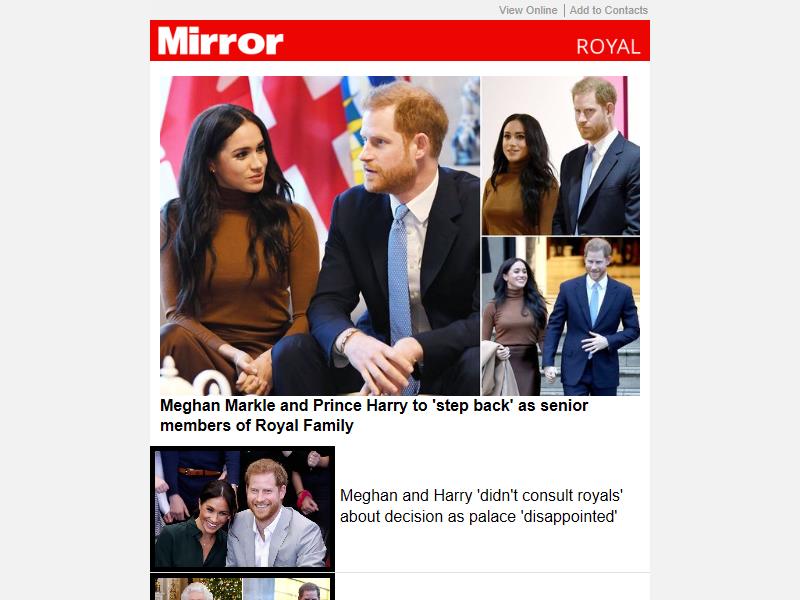 View Online | Add to Contacts
Mirror ROYAL
Meghan Markle and Prince Harry to 'step back' as senior
members of Royal Family
Meghan and Harry 'didn't consult royals'
about decision as palace 'disappointed'